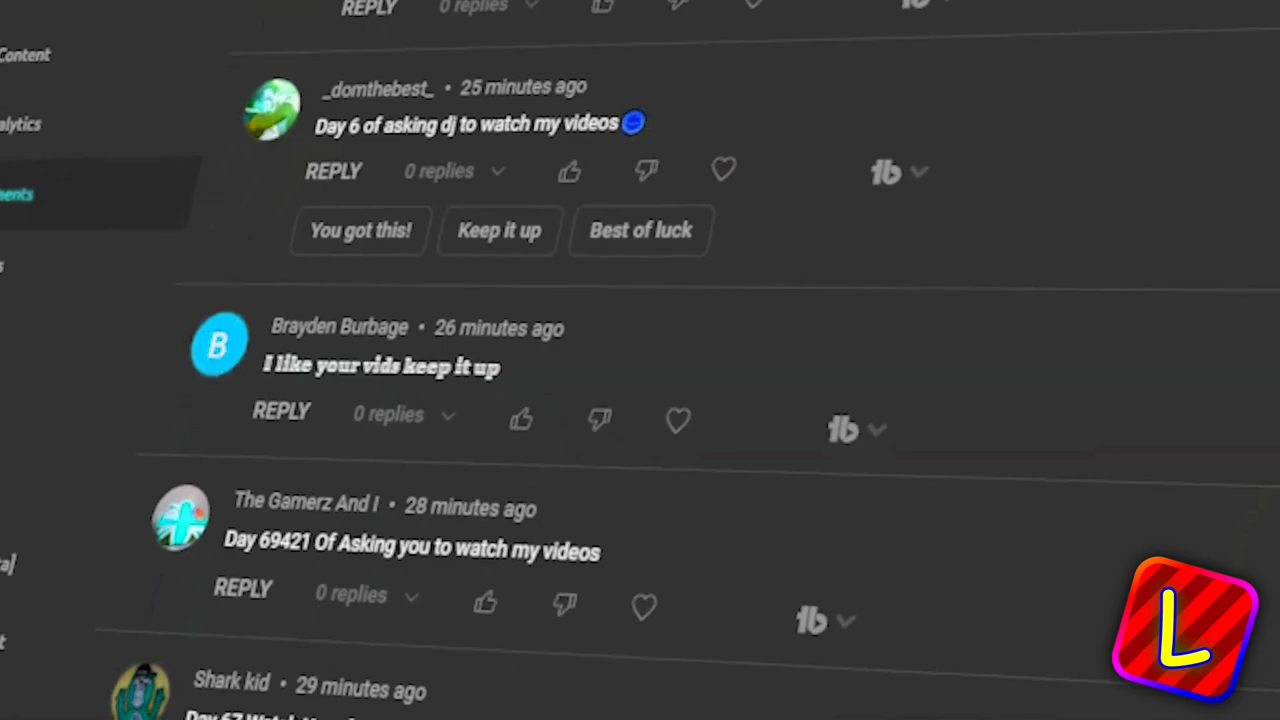 REPLY 0 replies
Content
_domthebest_ • 25 minutes ago
Day 6 of asking dj to watch my videos
REPLY 0 replies
You got this! Keep it up Best of luck
Brayden Burbage • 26 minutes ago
B
I like your vids keep it up
REPLY 0 replies
The Gamerz And I • 28 minutes ago
Day 69421 Of Asking you to watch my videos
REPLY 0 replies
Shark kid • 29 minutes ago
Day 67
L